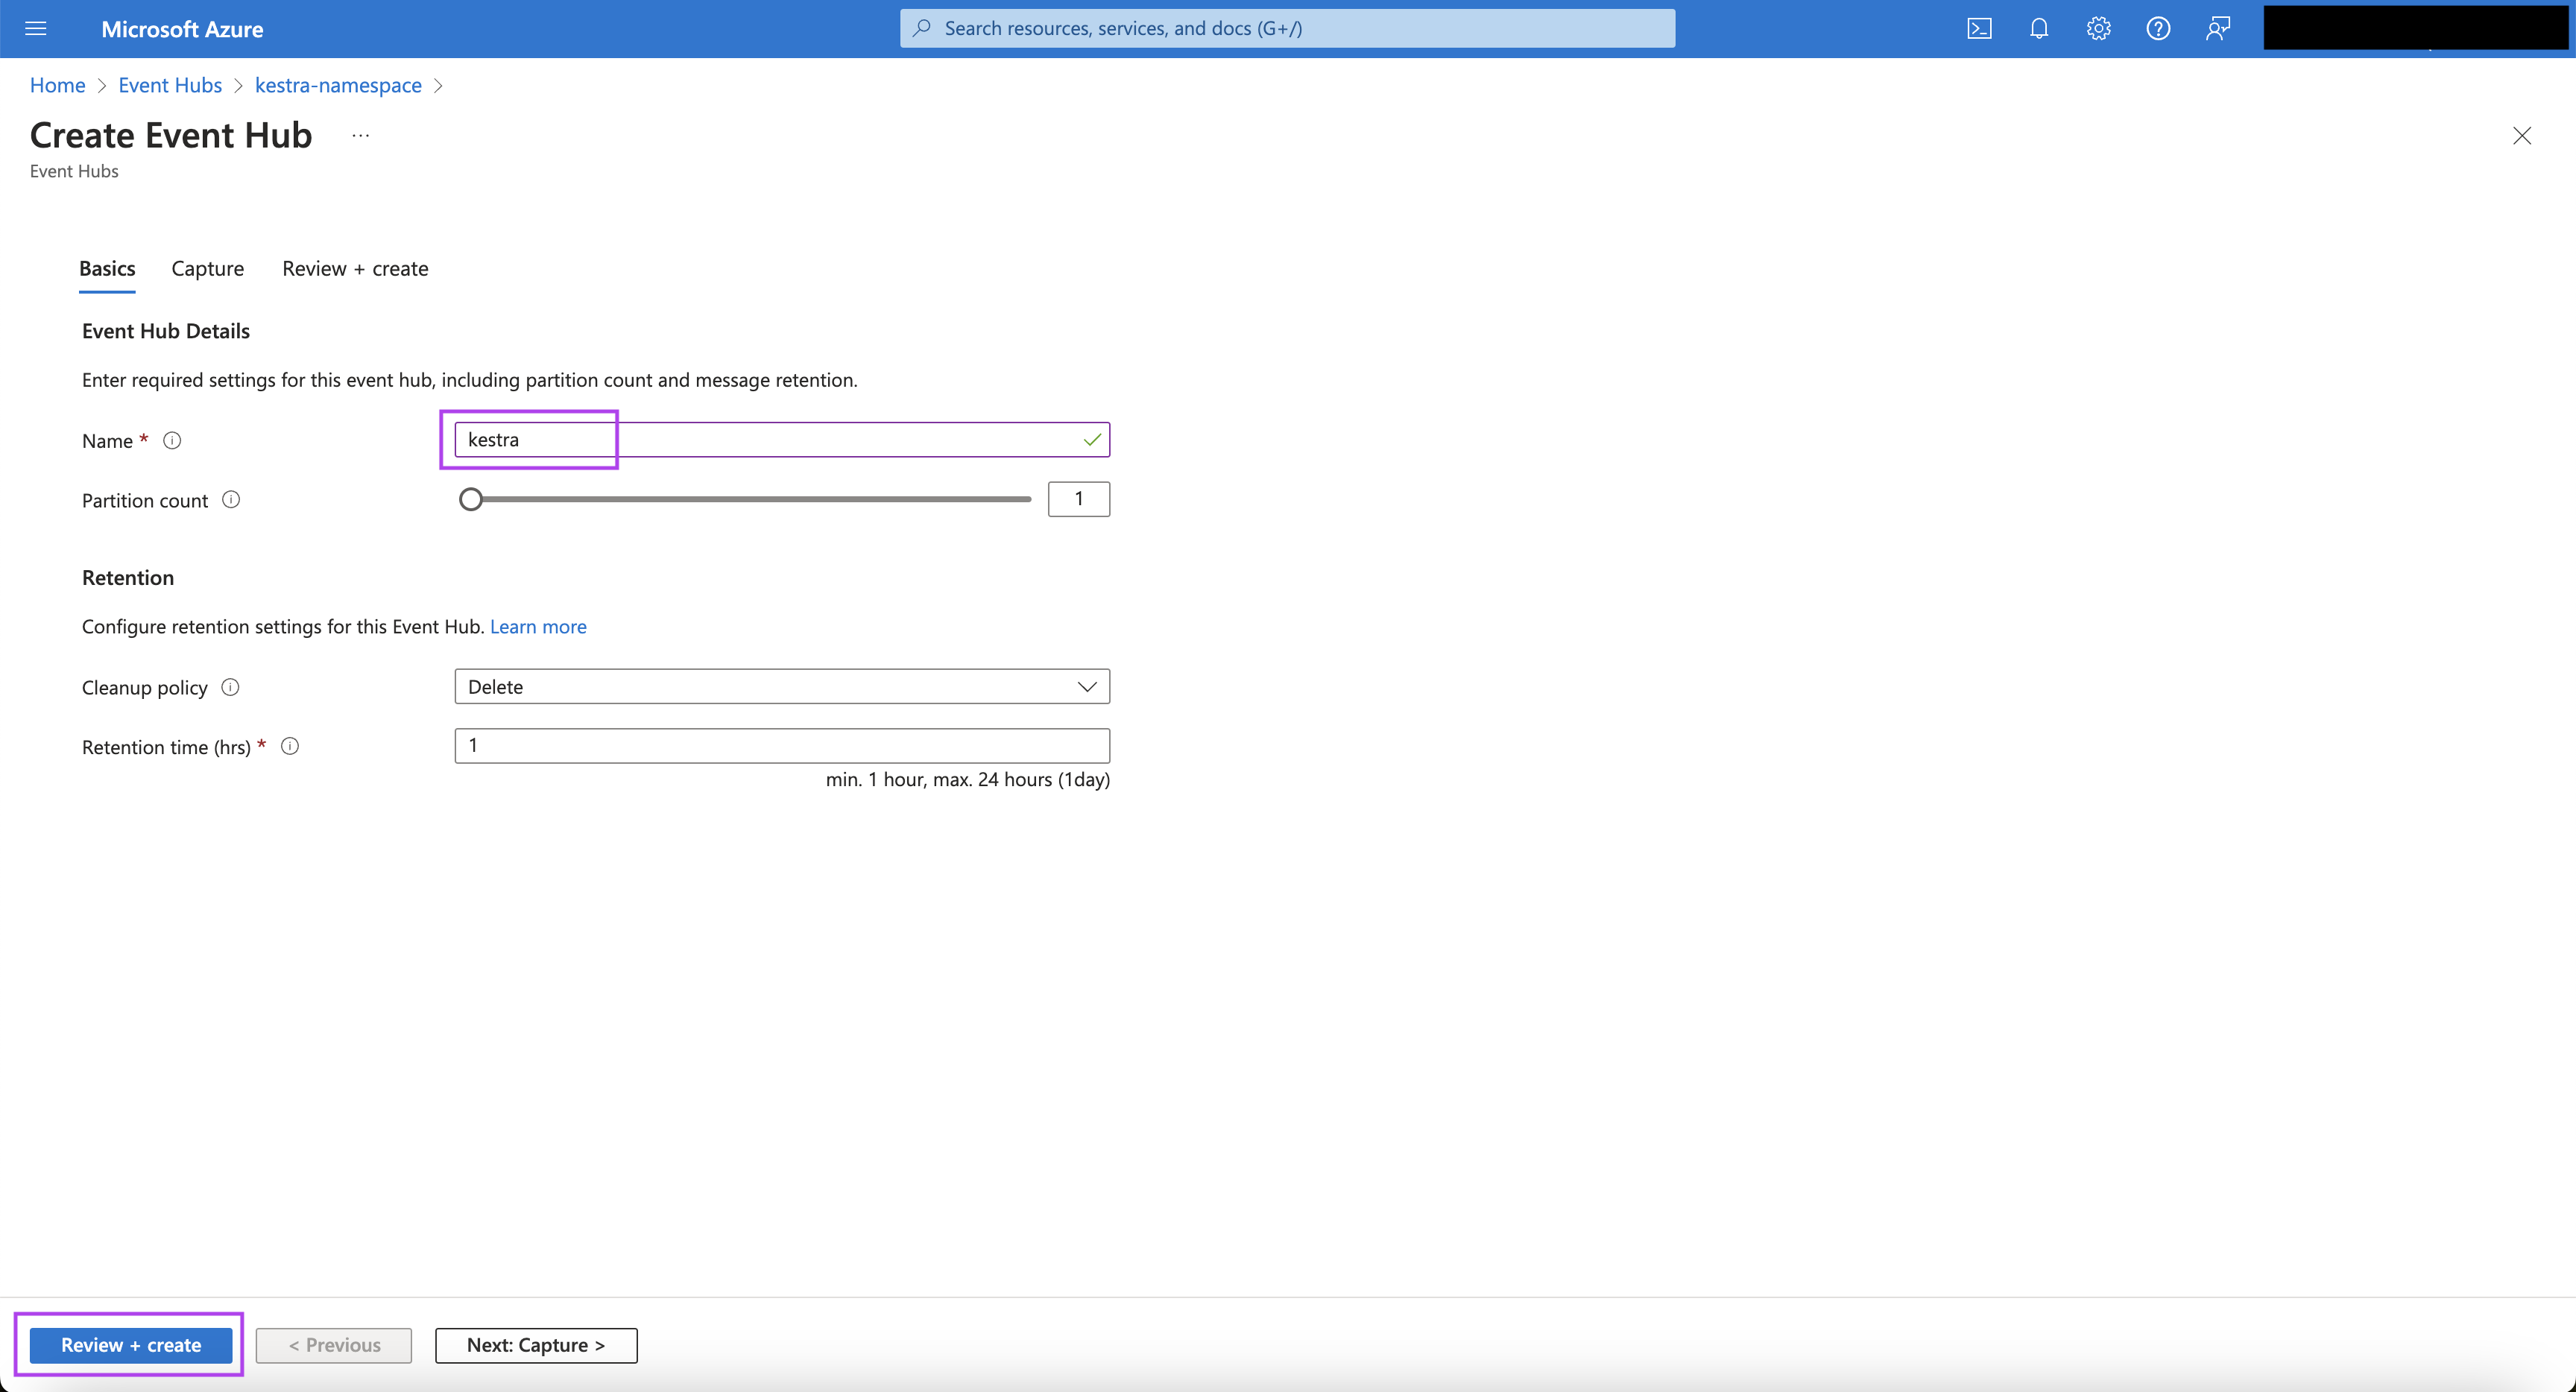 Microsoft Azure
Search resources, services, and docs (G+/)
Home > Event Hubs > kestra-namespace >
Create Event Hub ...
Event Hubs
Basics Capture Review + create
Event Hub Details
Enter required settings for this event hub, including partition count and message retention.
Name *
kestra
Partition count
1
Retention
Configure retention settings for this Event Hub. Learn more
Cleanup policy
Delete
Retention time (hrs) *
1
min. 1 hour, max. 24 hours (1day)
Review + create
< Previous
Next: Capture >